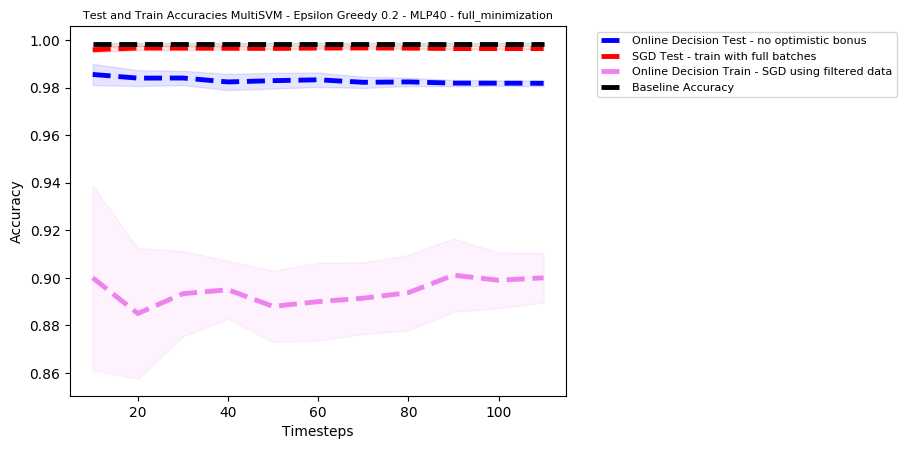 Test and Train Accuracies MultiSVM - Epsilon Greedy 0.2 - MLP40 - full_minimization
1.00
0.98
0.96
0.94
0.92
0.90
0.88
0.86
Accuracy
20
40
60
80
100
Timesteps
Online Decision Test - no optimistic bonus
SGD Test - train with full batches
Online Decision Train - SGD using filtered data
Baseline Accuracy